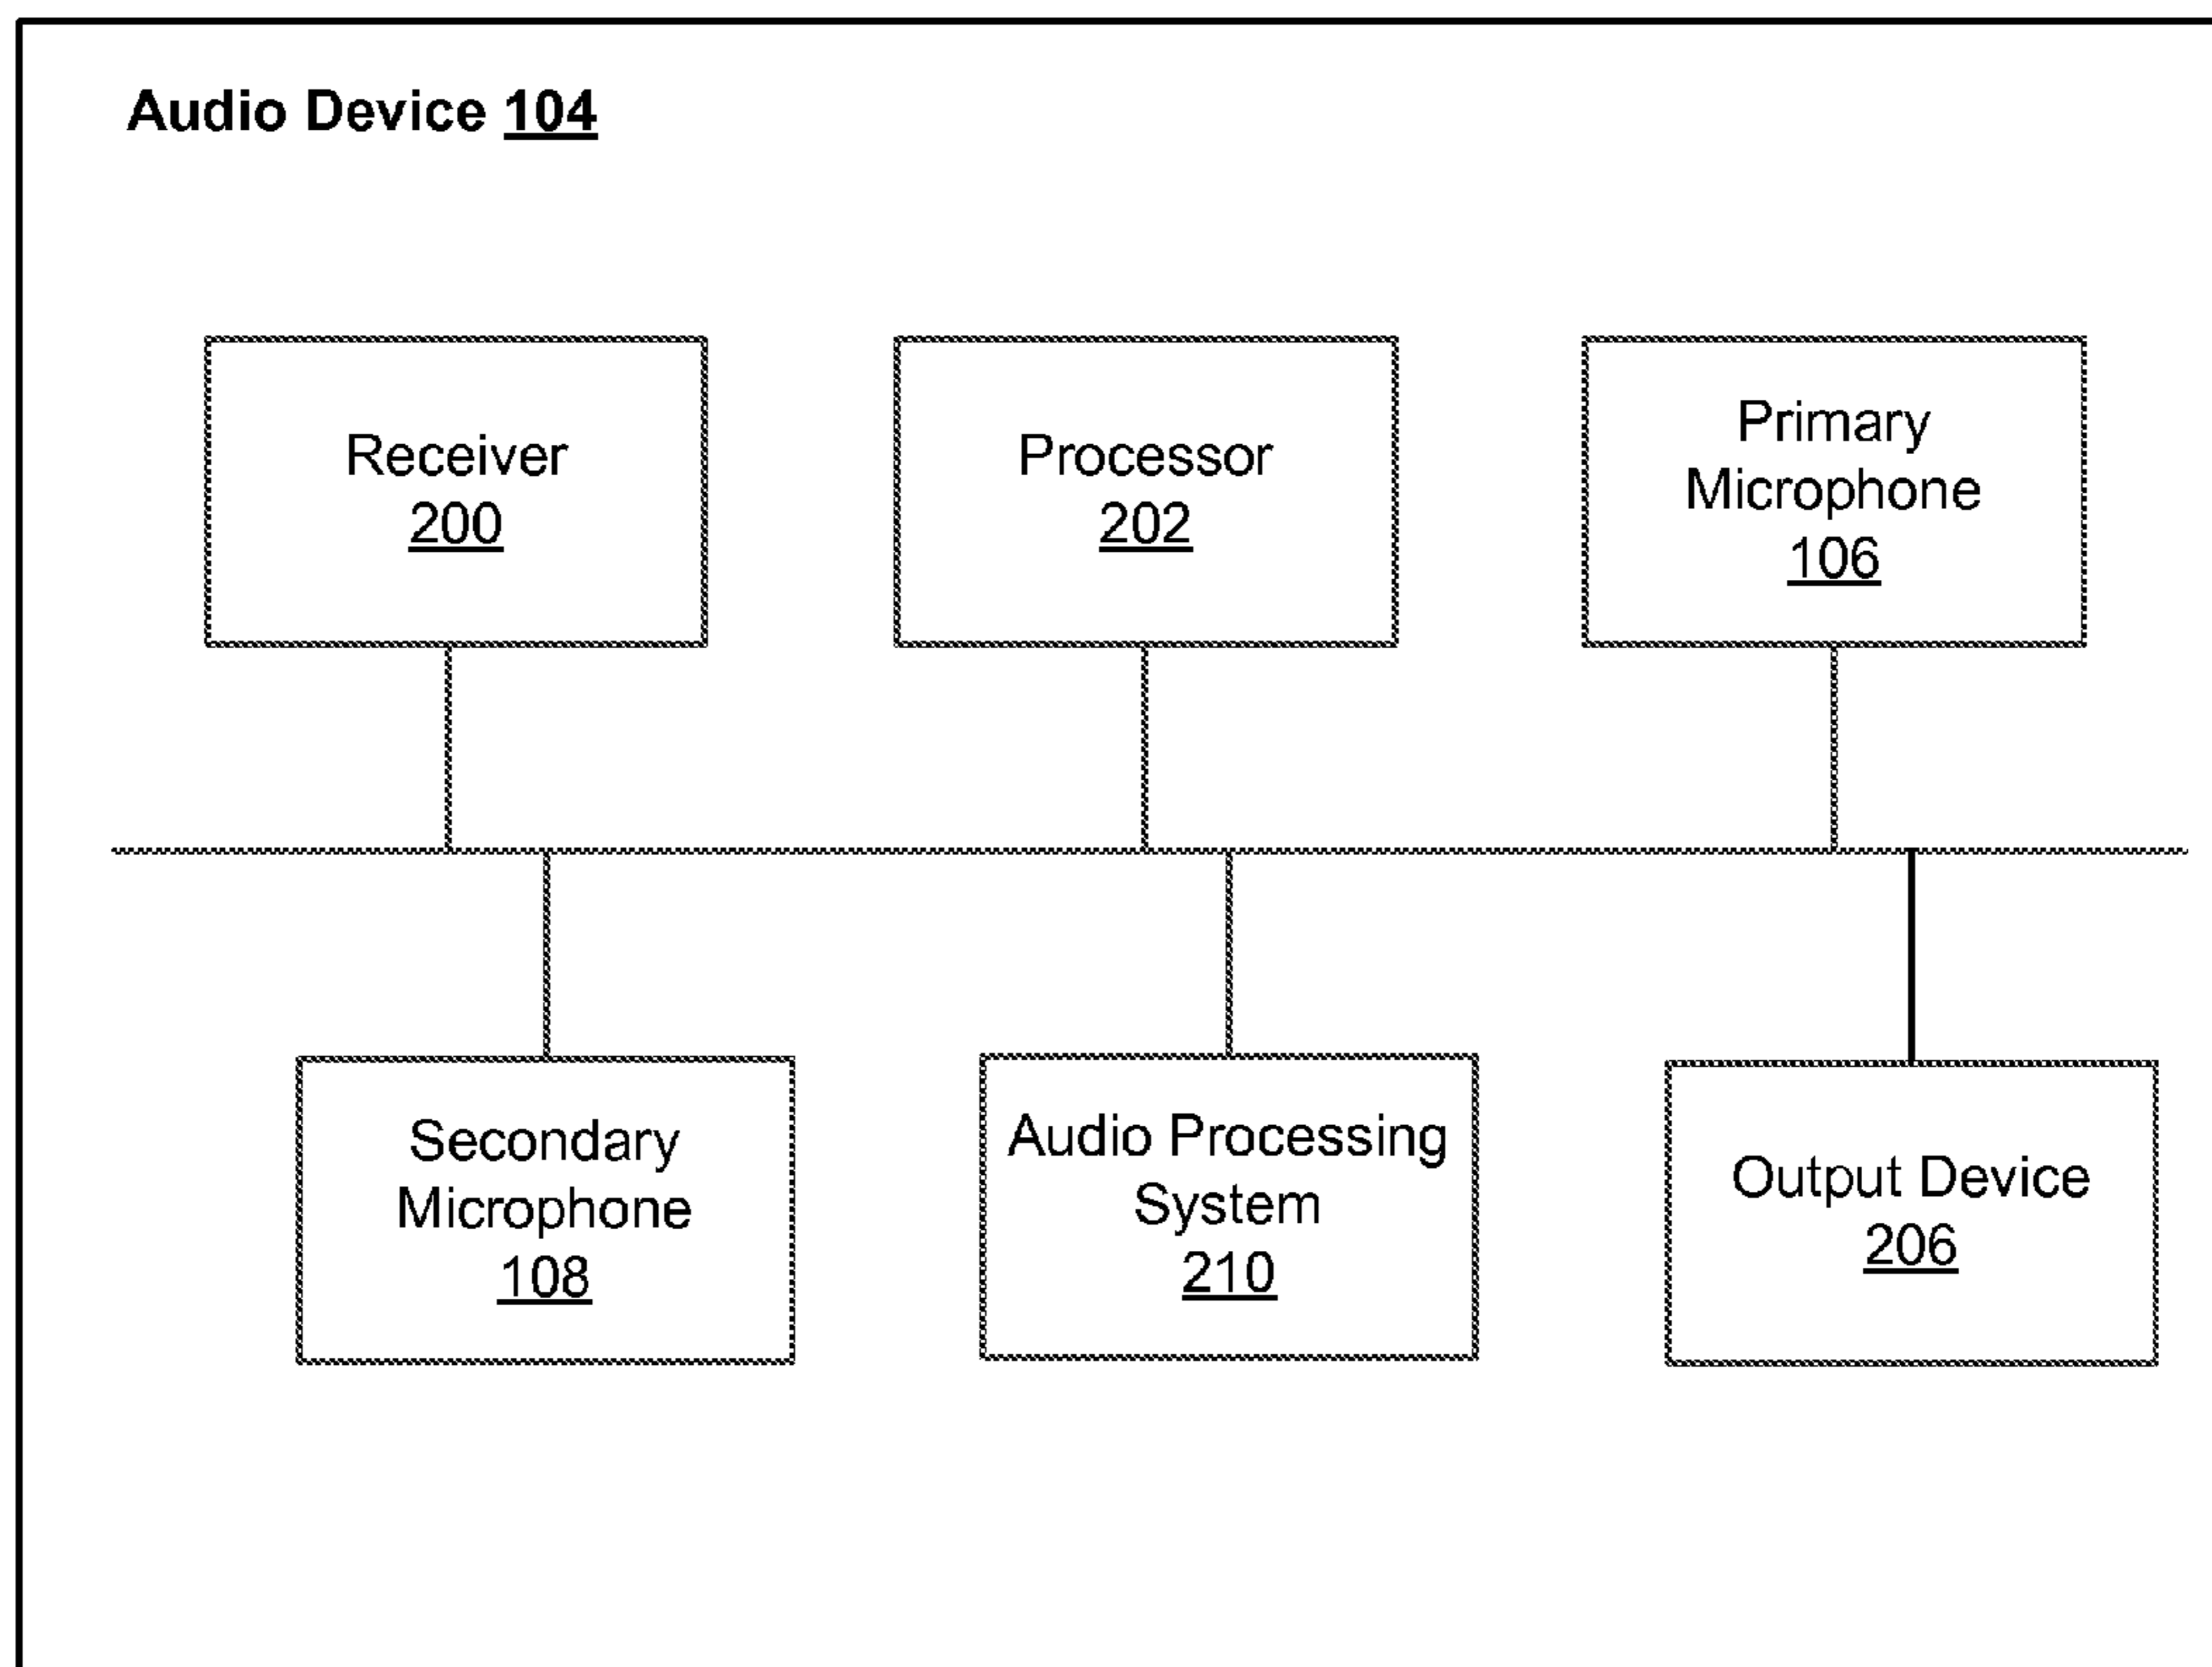 Audio Device 104
Receiver
200
Processor
202
Primary
Microphone
106
Secondary
Microphone
108
Audio Processing
System
210
Output Device
206